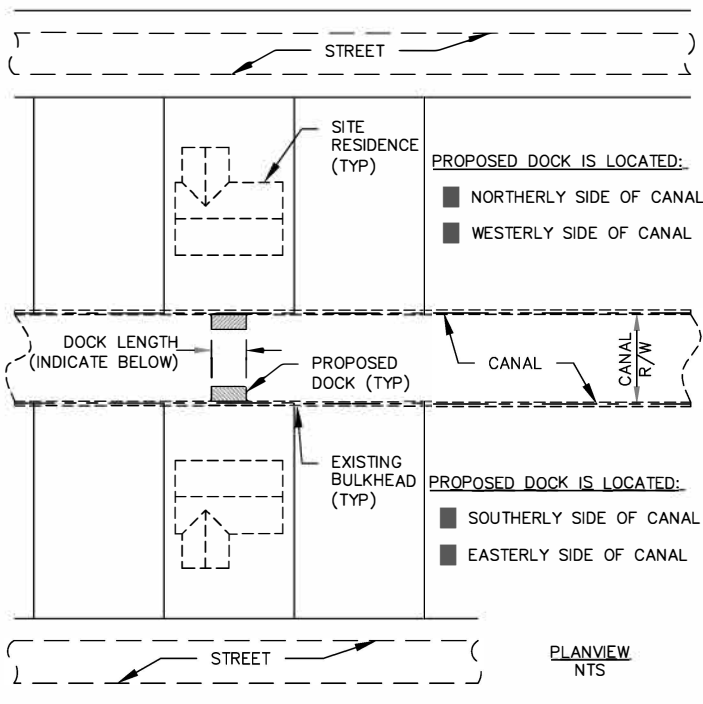 STREET
SITE
RESIDENCE
(TYP)
PROPOSED DOCK IS LOCATED:
NORTHERLY SIDE OF CANAL
WESTERLY SIDE OF CANAL
DOCK LENGTH
(INDICATE BELOW)
PROPOSED
DOCK (TYP)
CANAL
CANAL
R/W
EXISTING
BULKHEAD
(TYP)
PROPOSED DOCK IS LOCATED:
SOUTHERLY SIDE OF CANAL
EASTERLY SIDE OF CANAL
STREET
PLANVIEW
NTS